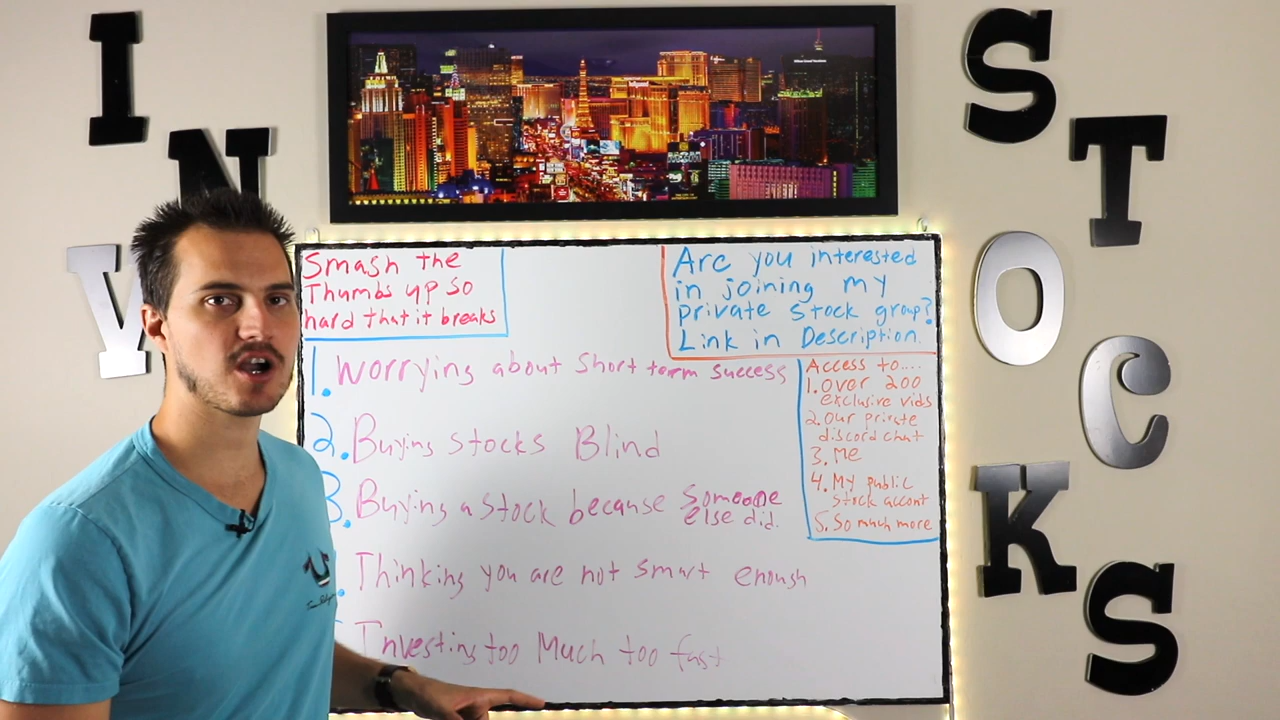 I
N
V
S
T
O
C
K
S
Smash the
Thumbs up so
hard that it breaks
Are you interested
in joining my
private stock group?
Link in Description.
1. Worrying about short term success
2. Buying stocks Blind
3. Buying a stock because someone
else did.
Thinking you are not smart enough
Investing too Much too fast
Access to....
1. Over 200
exclusive vids
2. Our private
discord chat
3. Me
4. My public
stock accont
5. So much more